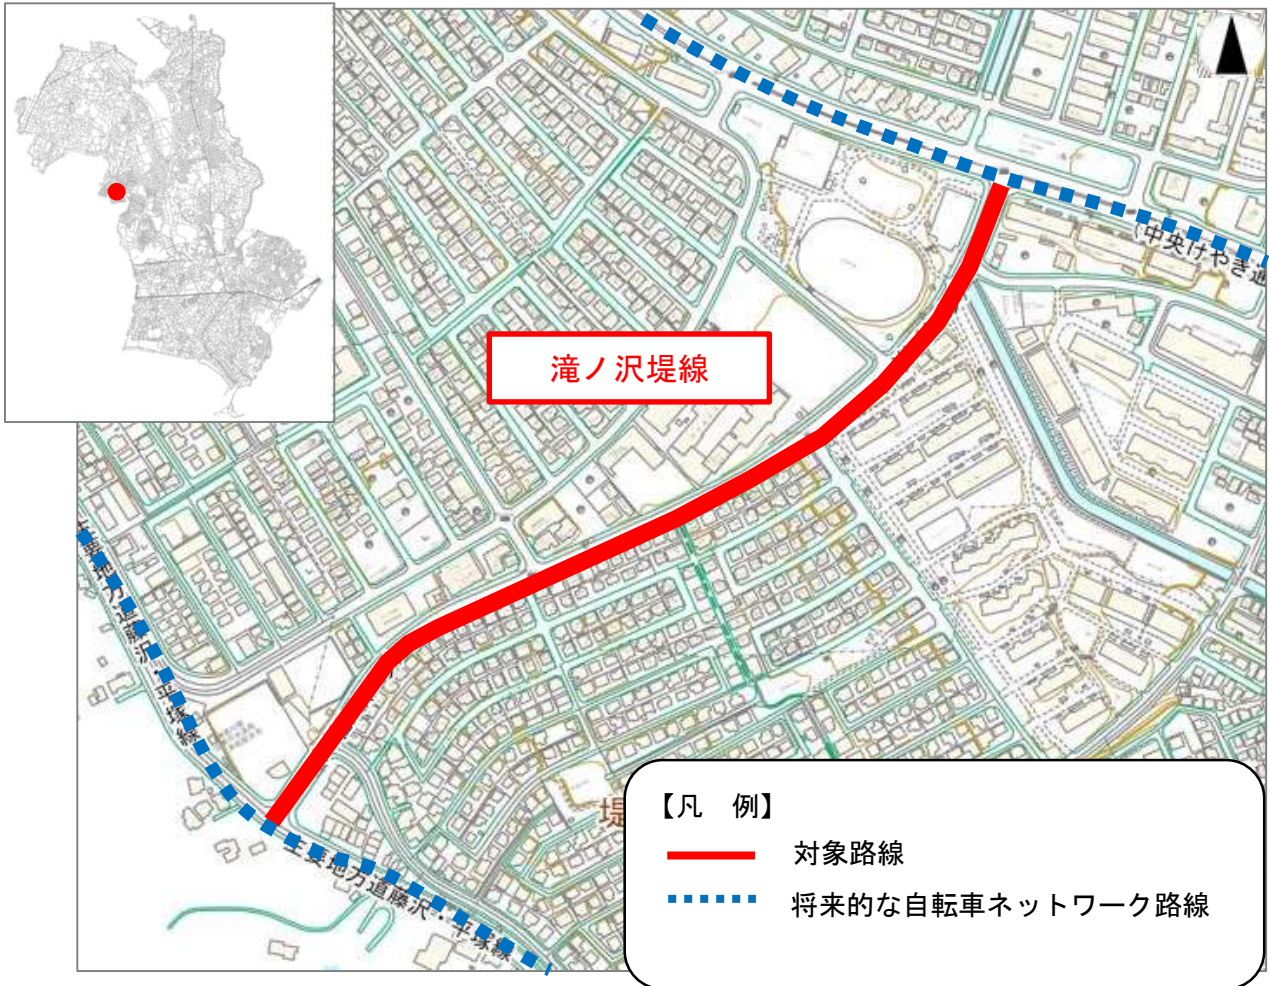 (中央けやき通
滝ノ沢堤線
主要地方道藤沢・平塚線
主要地方道藤沢・平塚線
堤
【凡　例】
対象路線
将来的な自転車ネットワーク路線